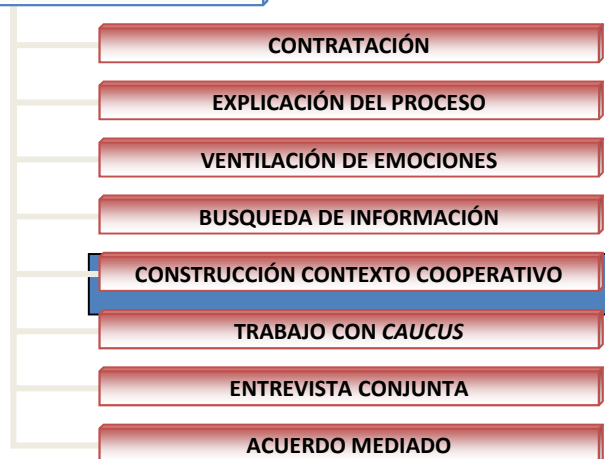 CONTRATACIÓN
EXPLICACIÓN DEL PROCESO
VENTILACIÓN DE EMOCIONES
BUSQUEDA DE INFORMACIÓN
CONSTRUCCIÓN CONTEXTO COOPERATIVO
TRABAJO CON CAUCUS
ENTREVISTA CONJUNTA
ACUERDO MEDIADO